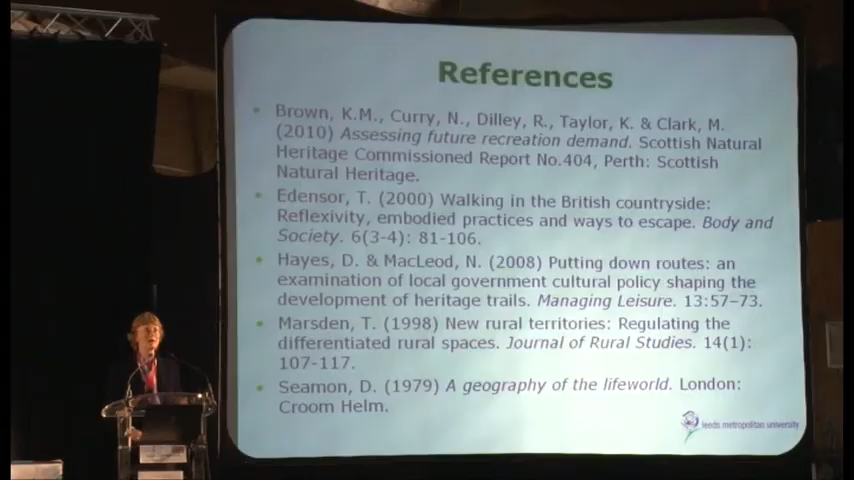 References
• Brown, K.M., Curry, N., Dilley, R., Taylor, K. & Clark, M.
(2010) Assessing future recreation demand. Scottish Natural
Heritage Commissioned Report No.404, Perth: Scottish
Natural Heritage.
• Edensor, T. (2000) Walking in the British countryside:
Reflexivity, embodied practices and ways to escape. Body and
Society. 6(3-4): 81-106.
• Hayes, D. & MacLeod, N. (2008) Putting down routes: an
examination of local government cultural policy shaping the
development of heritage trails. Managing Leisure. 13:57–73.
• Marsden, T. (1998) New rural territories: Regulating the
differentiated rural spaces. Journal of Rural Studies. 14(1):
107-117.
• Seamon, D. (1979) A geography of the lifeworld. London:
Croom Helm.
leeds metropolitan university